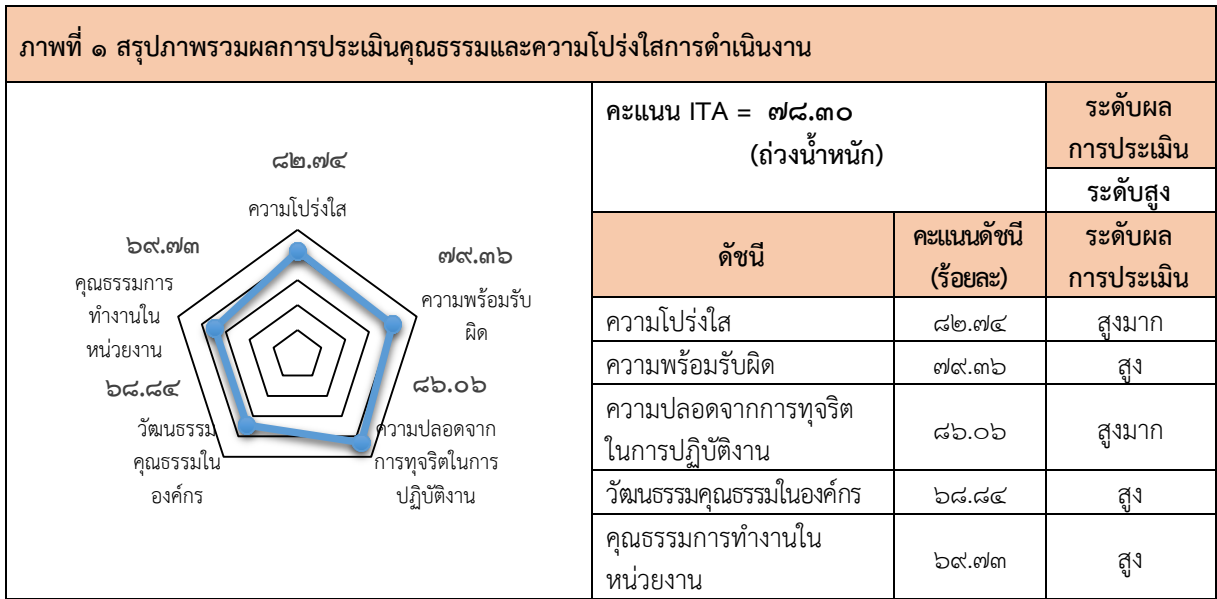 ภาพที่ ๑ สรุปภาพรวมผลการประเมินคุณธรรมและความโปร่งใสการดำเนินงาน
๘๒.๗๔
ความโปร่งใส
๗๙.๓๖
ความพร้อมรับ
ผิด
๘๖.๐๖
ความปลอดจาก
การทุจริตในการ
ปฏิบัติงาน
๖๘.๘๔
วัฒนธรรม
คุณธรรมใน
องค์กร
๖๙.๗๓
คุณธรรมการ
ทำงานใน
หน่วยงาน
คะแนน ITA = ๗๘.๓๐
(ถ่วงน้ำหนัก)
ระดับผล
การประเมิน
ระดับสูง
ดัชนี
คะแนนดัชนี
(ร้อยละ)
ระดับผล
การประเมิน
ความโปร่งใส ๘๒.๗๔ สูงมาก
ความพร้อมรับผิด ๗๙.๓๖ สูง
ความปลอดจากการทุจริต
ในการปฏิบัติงาน
๘๖.๐๖ สูงมาก
วัฒนธรรมคุณธรรมในองค์กร ๖๘.๘๔ สูง
คุณธรรมการทำงานใน
หน่วยงาน
๖๙.๗๓ สูง